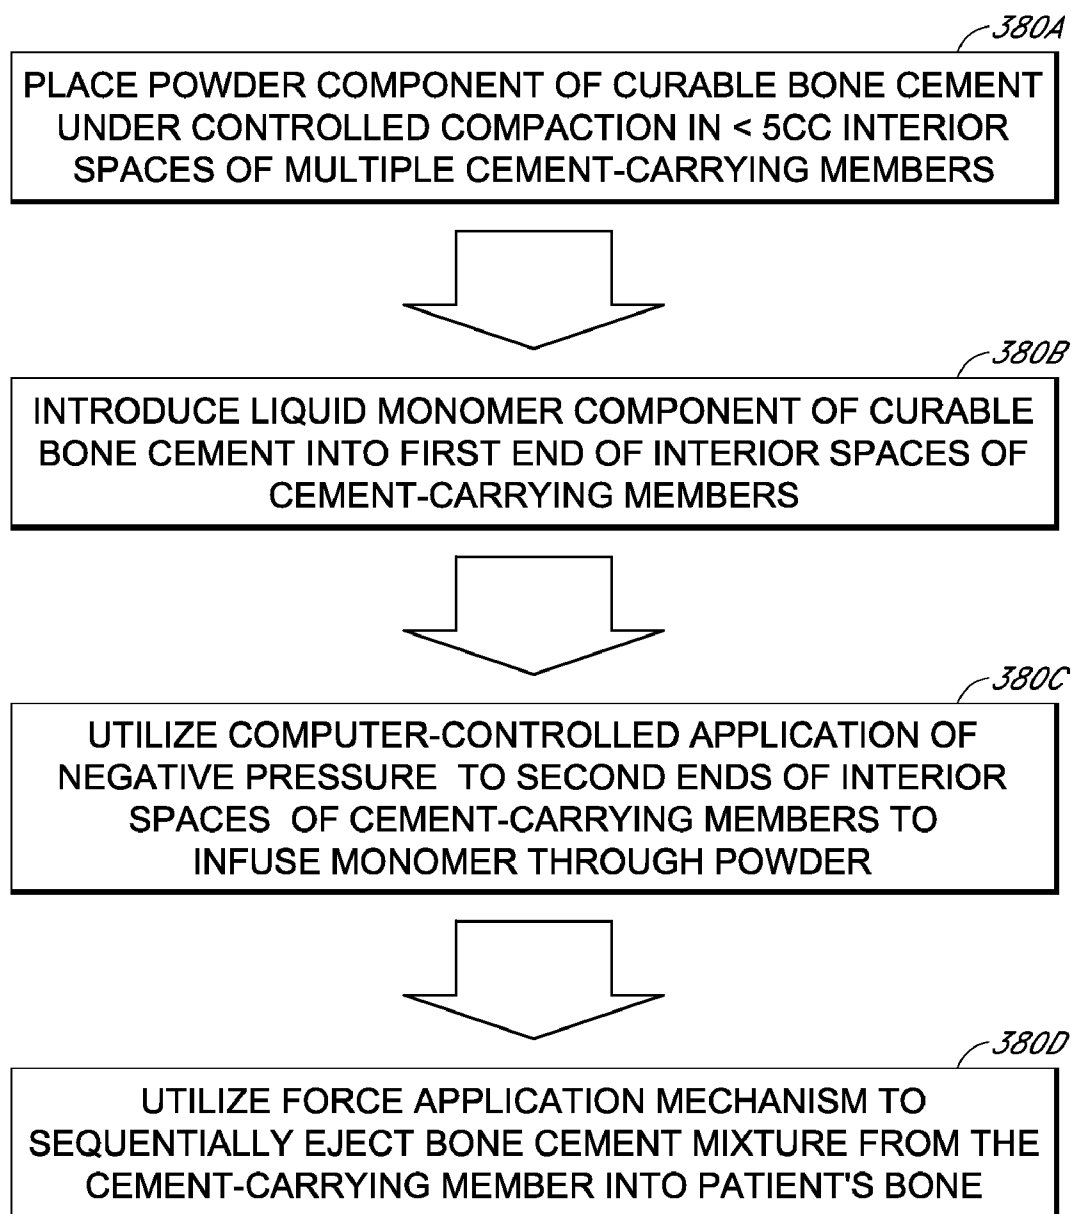 380A
PLACE POWDER COMPONENT OF CURABLE BONE CEMENT
UNDER CONTROLLED COMPACTION IN < 5CC INTERIOR
SPACES OF MULTIPLE CEMENT-CARRYING MEMBERS
380B
INTRODUCE LIQUID MONOMER COMPONENT OF CURABLE
BONE CEMENT INTO FIRST END OF INTERIOR SPACES OF
CEMENT-CARRYING MEMBERS
380C
UTILIZE COMPUTER-CONTROLLED APPLICATION OF
NEGATIVE PRESSURE TO SECOND ENDS OF INTERIOR
SPACES OF CEMENT-CARRYING MEMBERS TO
INFUSE MONOMER THROUGH POWDER
380D
UTILIZE FORCE APPLICATION MECHANISM TO
SEQUENTIALLY EJECT BONE CEMENT MIXTURE FROM THE
CEMENT-CARRYING MEMBER INTO PATIENT'S BONE